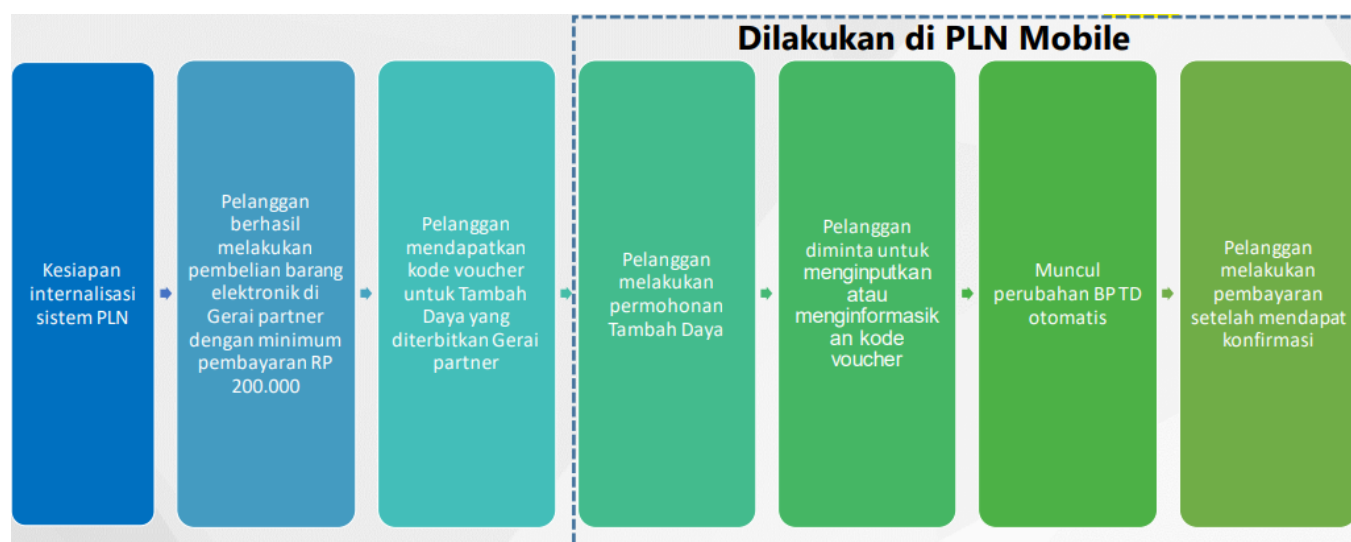 Dilakukan di PLN Mobile
Kesiapan
internalisasi
sistem PLN
Pelanggan
berhasil
melakukan
pembelian barang
elektronik di
Gerai partner
dengan minimum
pembayaran RP
200.000
Pelanggan
mendapatkan
kode voucher
untuk Tambah
Daya yang
diterbitkan Gerai
partner
Pelanggan
melakukan
permohonan
Tambah Daya
Pelanggan
diminta untuk
menginputkan
atau
menginformasik
an kode
voucher
Muncul
perubahan BP TD
otomatis
Pelanggan
melakukan
pembayaran
setelah mendapat
konfirmasi